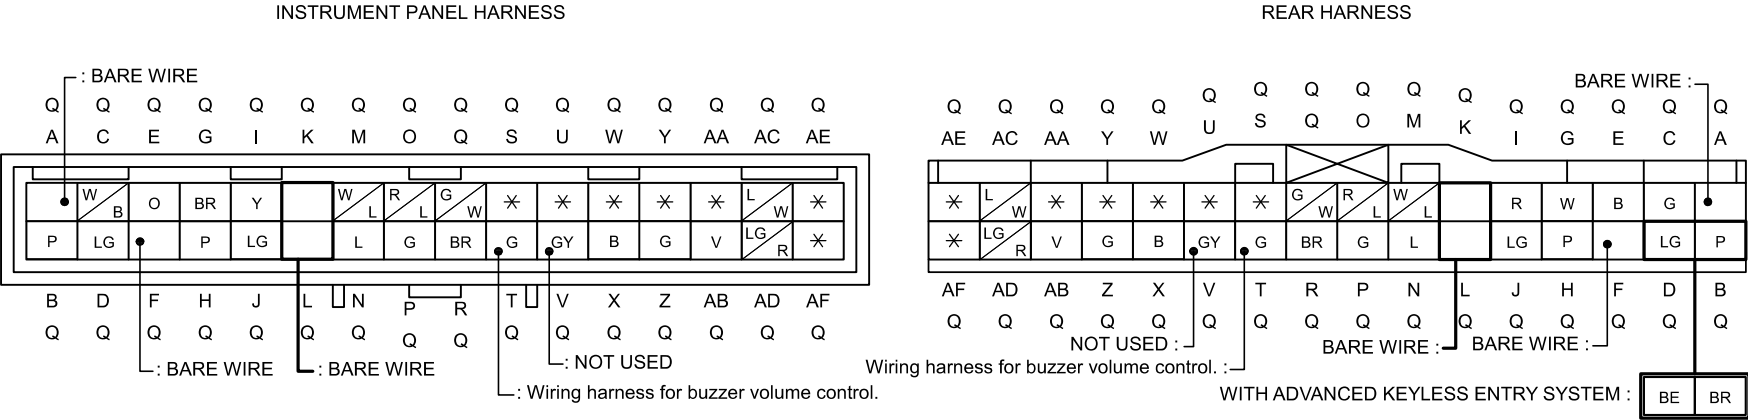 INSTRUMENT PANEL HARNESS
: BARE WIRE
Q Q Q Q Q Q Q Q Q Q Q Q Q Q Q Q
A C E G I K M O Q S U W Y AA AC AE
W B O BR Y W L R L G W * * * * * L W *
P LG P LG L G BR G GY B G V LG R *
B D F H J L N P R T V X Z AB AD AF
Q Q Q Q Q Q Q Q Q Q Q Q Q Q Q Q
: BARE WIRE
: BARE WIRE
: NOT USED
: Wiring harness for buzzer volume control.
REAR HARNESS
BARE WIRE :
Q Q Q Q Q Q Q Q Q Q Q Q Q Q Q Q
AE AC AA Y W U S Q O M K I G E C A
* L W * * * * * G W R L W L R W B G
* LG R V G B GY G BR G L LG P LG P
AF AD AB Z X V T R P N L J H F D B
Q Q Q Q Q Q Q Q Q Q Q Q Q Q Q Q
NOT USED :
BARE WIRE :
BARE WIRE :
Wiring harness for buzzer volume control. :
WITH ADVANCED KEYLESS ENTRY SYSTEM :
BE BR